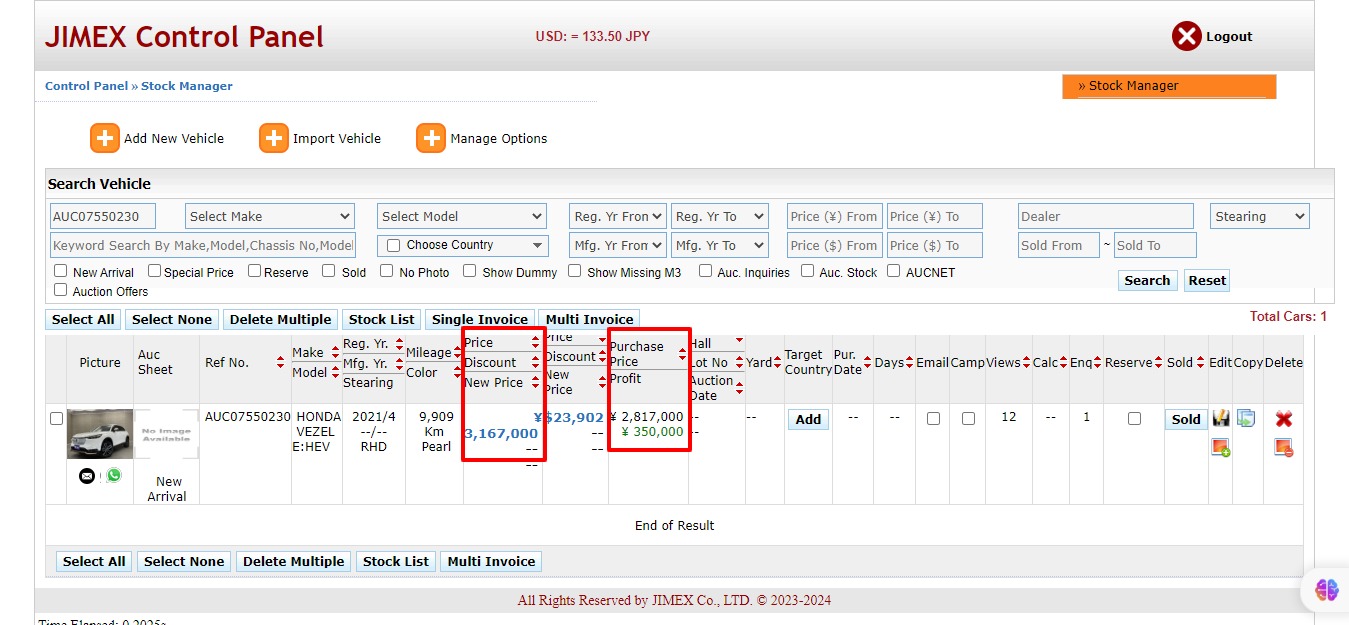 JIMEX Control Panel
USD: = 133.50 JPY
Logout
Control Panel » Stock Manager
» Stock Manager
Add New Vehicle
Import Vehicle
Manage Options
Search Vehicle
AUC07550230
Select Make
Select Model
Reg. Yr From
Reg. Yr To
Price (¥) From
Price (¥) To
Dealer
Stearing
Keyword Search By Make,Model,Chassis No,Model
Choose Country
Mfg. Yr From
Mfg. Yr To
Price ($) From
Price ($) To
Sold From
~
Sold To
New Arrival
Special Price
Reserve
Sold
No Photo
Show Dummy
Show Missing M3
Auc. Inquiries
Auc. Stock
AUCNET
Auction Offers
Search
Reset
Select All
Select None
Delete Multiple
Stock List
Single Invoice
Multi Invoice
Total Cars: 1
Picture
Auc
Sheet
Ref No.
Make
Model
Reg. Yr.
Mfg. Yr.
Stearing
Mileage
Color
Price
Discount
New Price
Price
Discount
New
Price
Purchase
Price
Profit
Hall
Lot No
Auction
Date
Yard
Target
Country
Pur.
Date
Days
Email
Camp
Views
Calc
Enq
Reserve
Sold
Edit
Copy
Delete
No Image
Available
New
Arrival
AUC07550230
HONDA
VEZEL
E:HEV
2021/4
--/--
RHD
9,909
Km
Pearl
¥
3,167,000
--
--
$23,902
--
--
¥ 2,817,000
¥ 350,000
--
--
--
Add
--
--
12
--
1
Sold
End of Result
Select All
Select None
Delete Multiple
Stock List
Multi Invoice
All Rights Reserved by JIMEX Co., LTD. © 2023-2024
Time Elapsed: 0.2025s